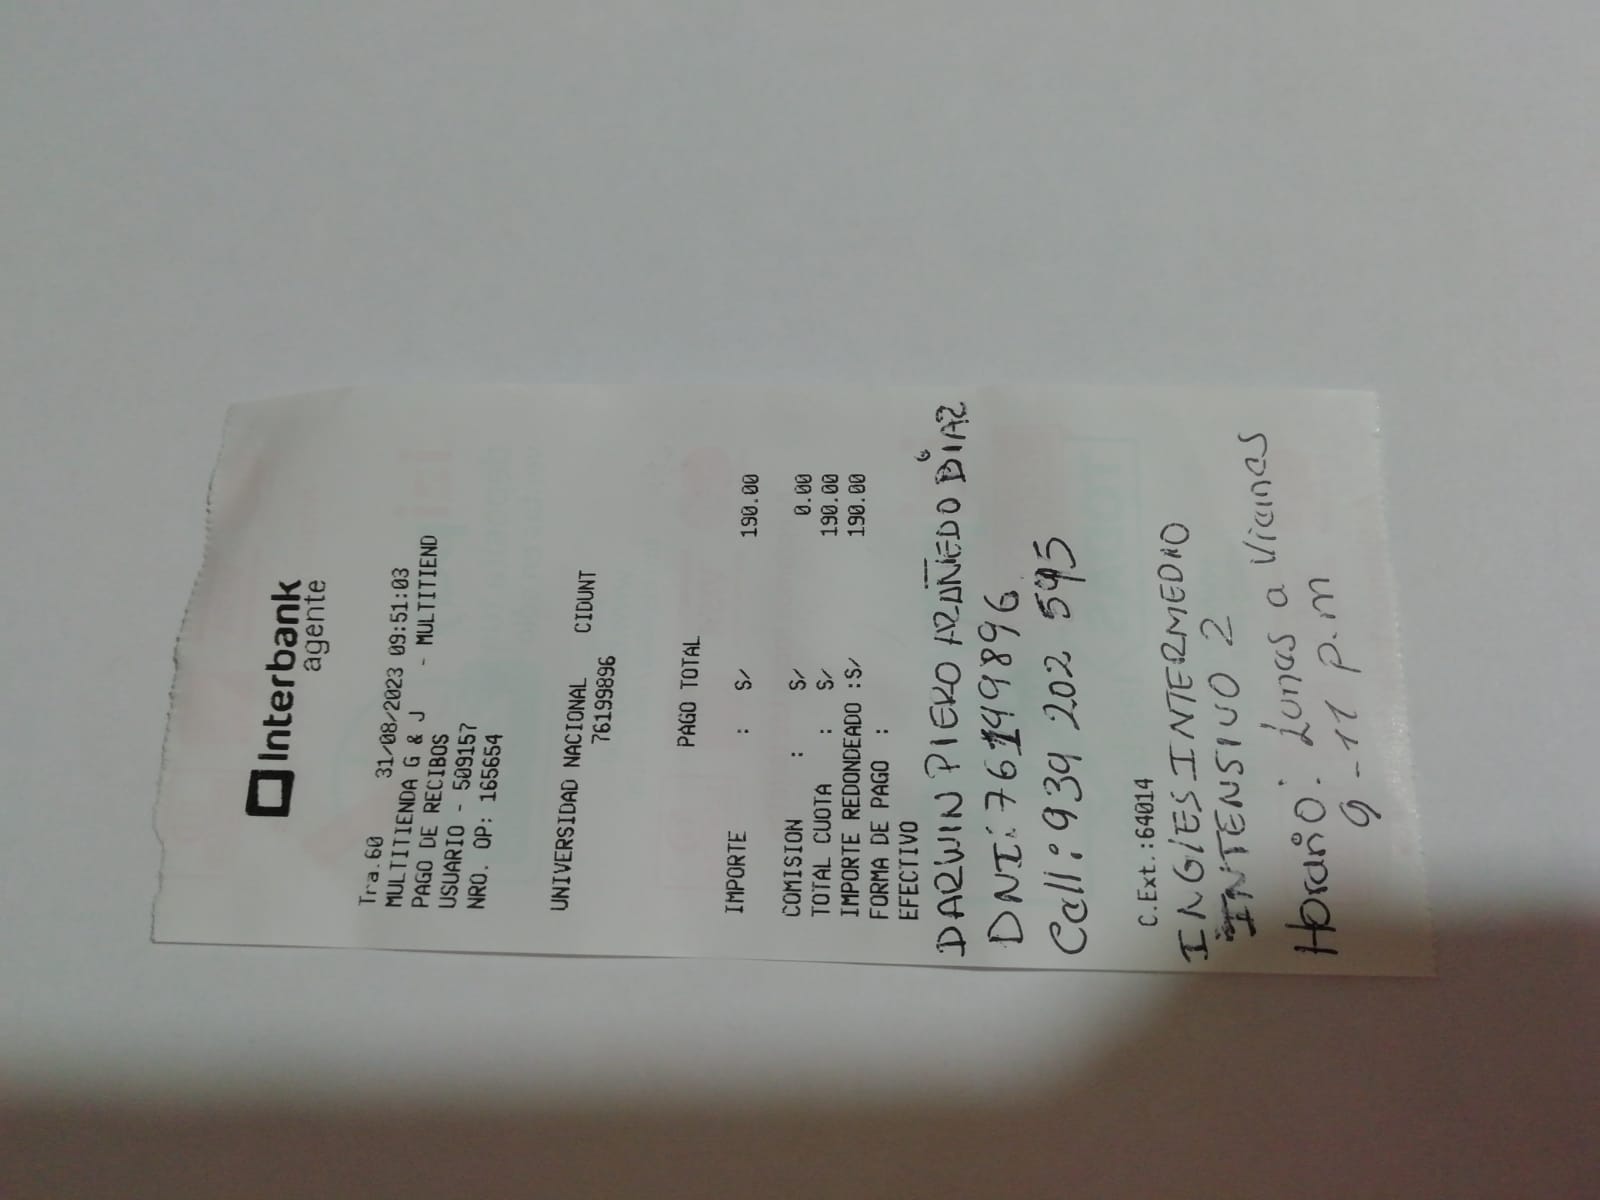 Interbank
agente
Tra.60 31/08/2023 09:51:03
MULTITIENDA G & J - MULTITIEND
PAGO DE RECIBOS
USUARIO - 509157
NRO. OP: 165654
UNIVERSIDAD NACIONAL CIDUNT
76199896
PAGO TOTAL
IMPORTE : S/ 190.00
COMISION : S/ 0.00
TOTAL CUOTA : S/ 190.00
IMPORTE REDONDEADO :S/ 190.00
FORMA DE PAGO :
EFECTIVO
DARWIN PIERO ARANEDO DIAZ
DNI: 76199896
Call: 939 202 595
C.Ext.:64014
INGlES INTERMEDIO
INTENSIVO 2
Horario: Lunes a Viernes
9 - 11 p.m